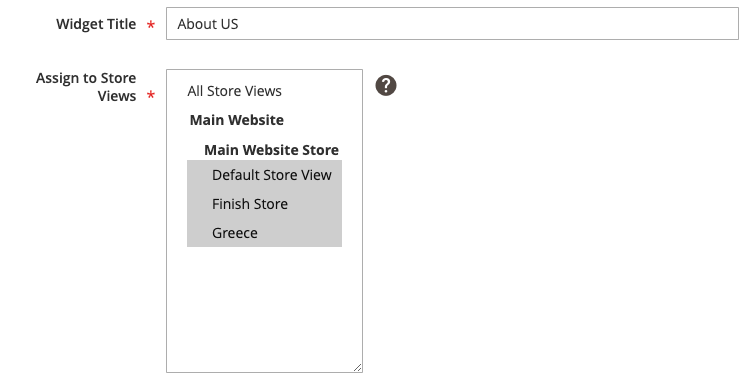 Widget Title *
About US
Assign to Store
Views *
All Store Views
Main Website
Main Website Store
Default Store View
Finish Store
Greece
?